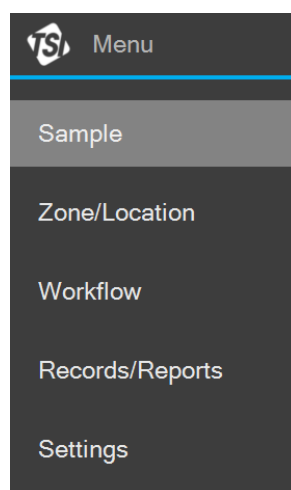 TSI Menu
Sample
Zone/Location
Workflow
Records/Reports
Settings